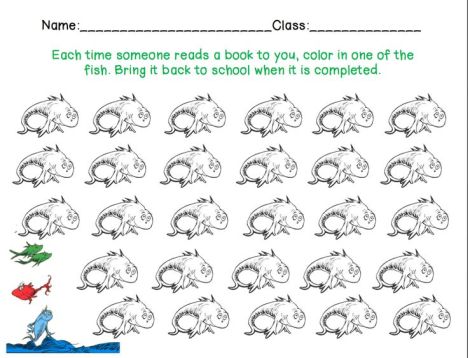 Name:________________________Class:______________
Each time someone reads a book to you, color in one of the
fish. Bring it back to school when it is completed.